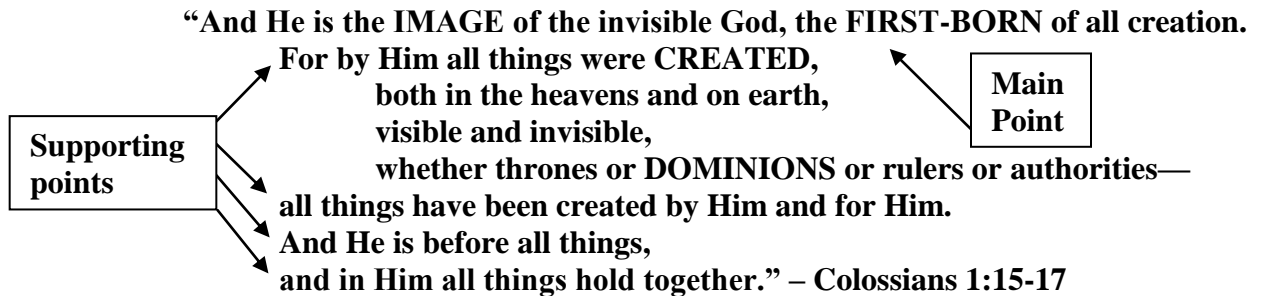 “And He is the IMAGE of the invisible God, the FIRST-BORN of all creation.
For by Him all things were CREATED,
both in the heavens and on earth,
visible and invisible,
whether thrones or DOMINIONS or rulers or authorities—
all things have been created by Him and for Him.
And He is before all things,
and in Him all things hold together.” – Colossians 1:15-17
Main
Point
Supporting
points